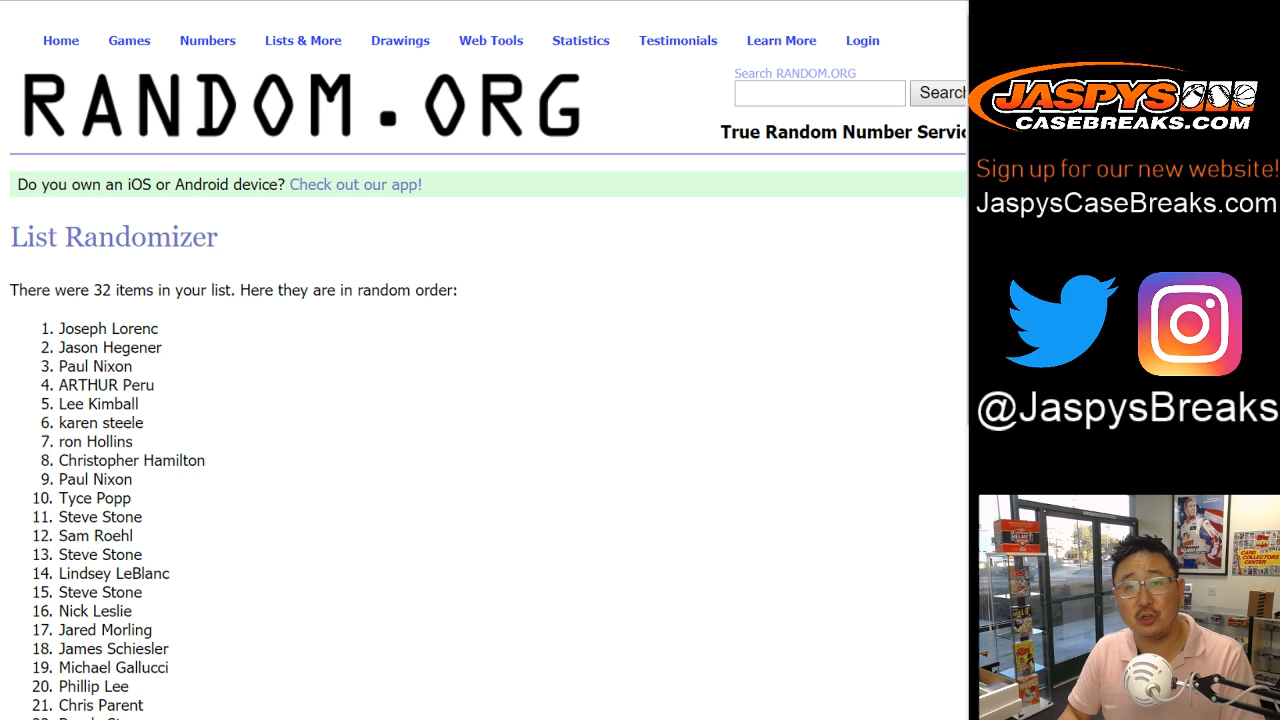 Home Games Numbers Lists & More Drawings Web Tools Statistics Testimonials Learn More Login
RANDOM.ORG
Search RANDOM.ORG
Search
True Random Number Servic
Do you own an iOS or Android device? Check out our app!
List Randomizer
There were 32 items in your list. Here they are in random order:
1. Joseph Lorenc
2. Jason Hegener
3. Paul Nixon
4. ARTHUR Peru
5. Lee Kimball
6. karen steele
7. ron Hollins
8. Christopher Hamilton
9. Paul Nixon
10. Tyce Popp
11. Steve Stone
12. Sam Roehl
13. Steve Stone
14. Lindsey LeBlanc
15. Steve Stone
16. Nick Leslie
17. Jared Morling
18. James Schiesler
19. Michael Gallucci
20. Phillip Lee
21. Chris Parent
JASPYS
CASEBREAKS.COM
Sign up for our new website!
JaspysCaseBreaks.com
@JaspysBreaks
HELMET
CARD
COLLECTORS
CENTER